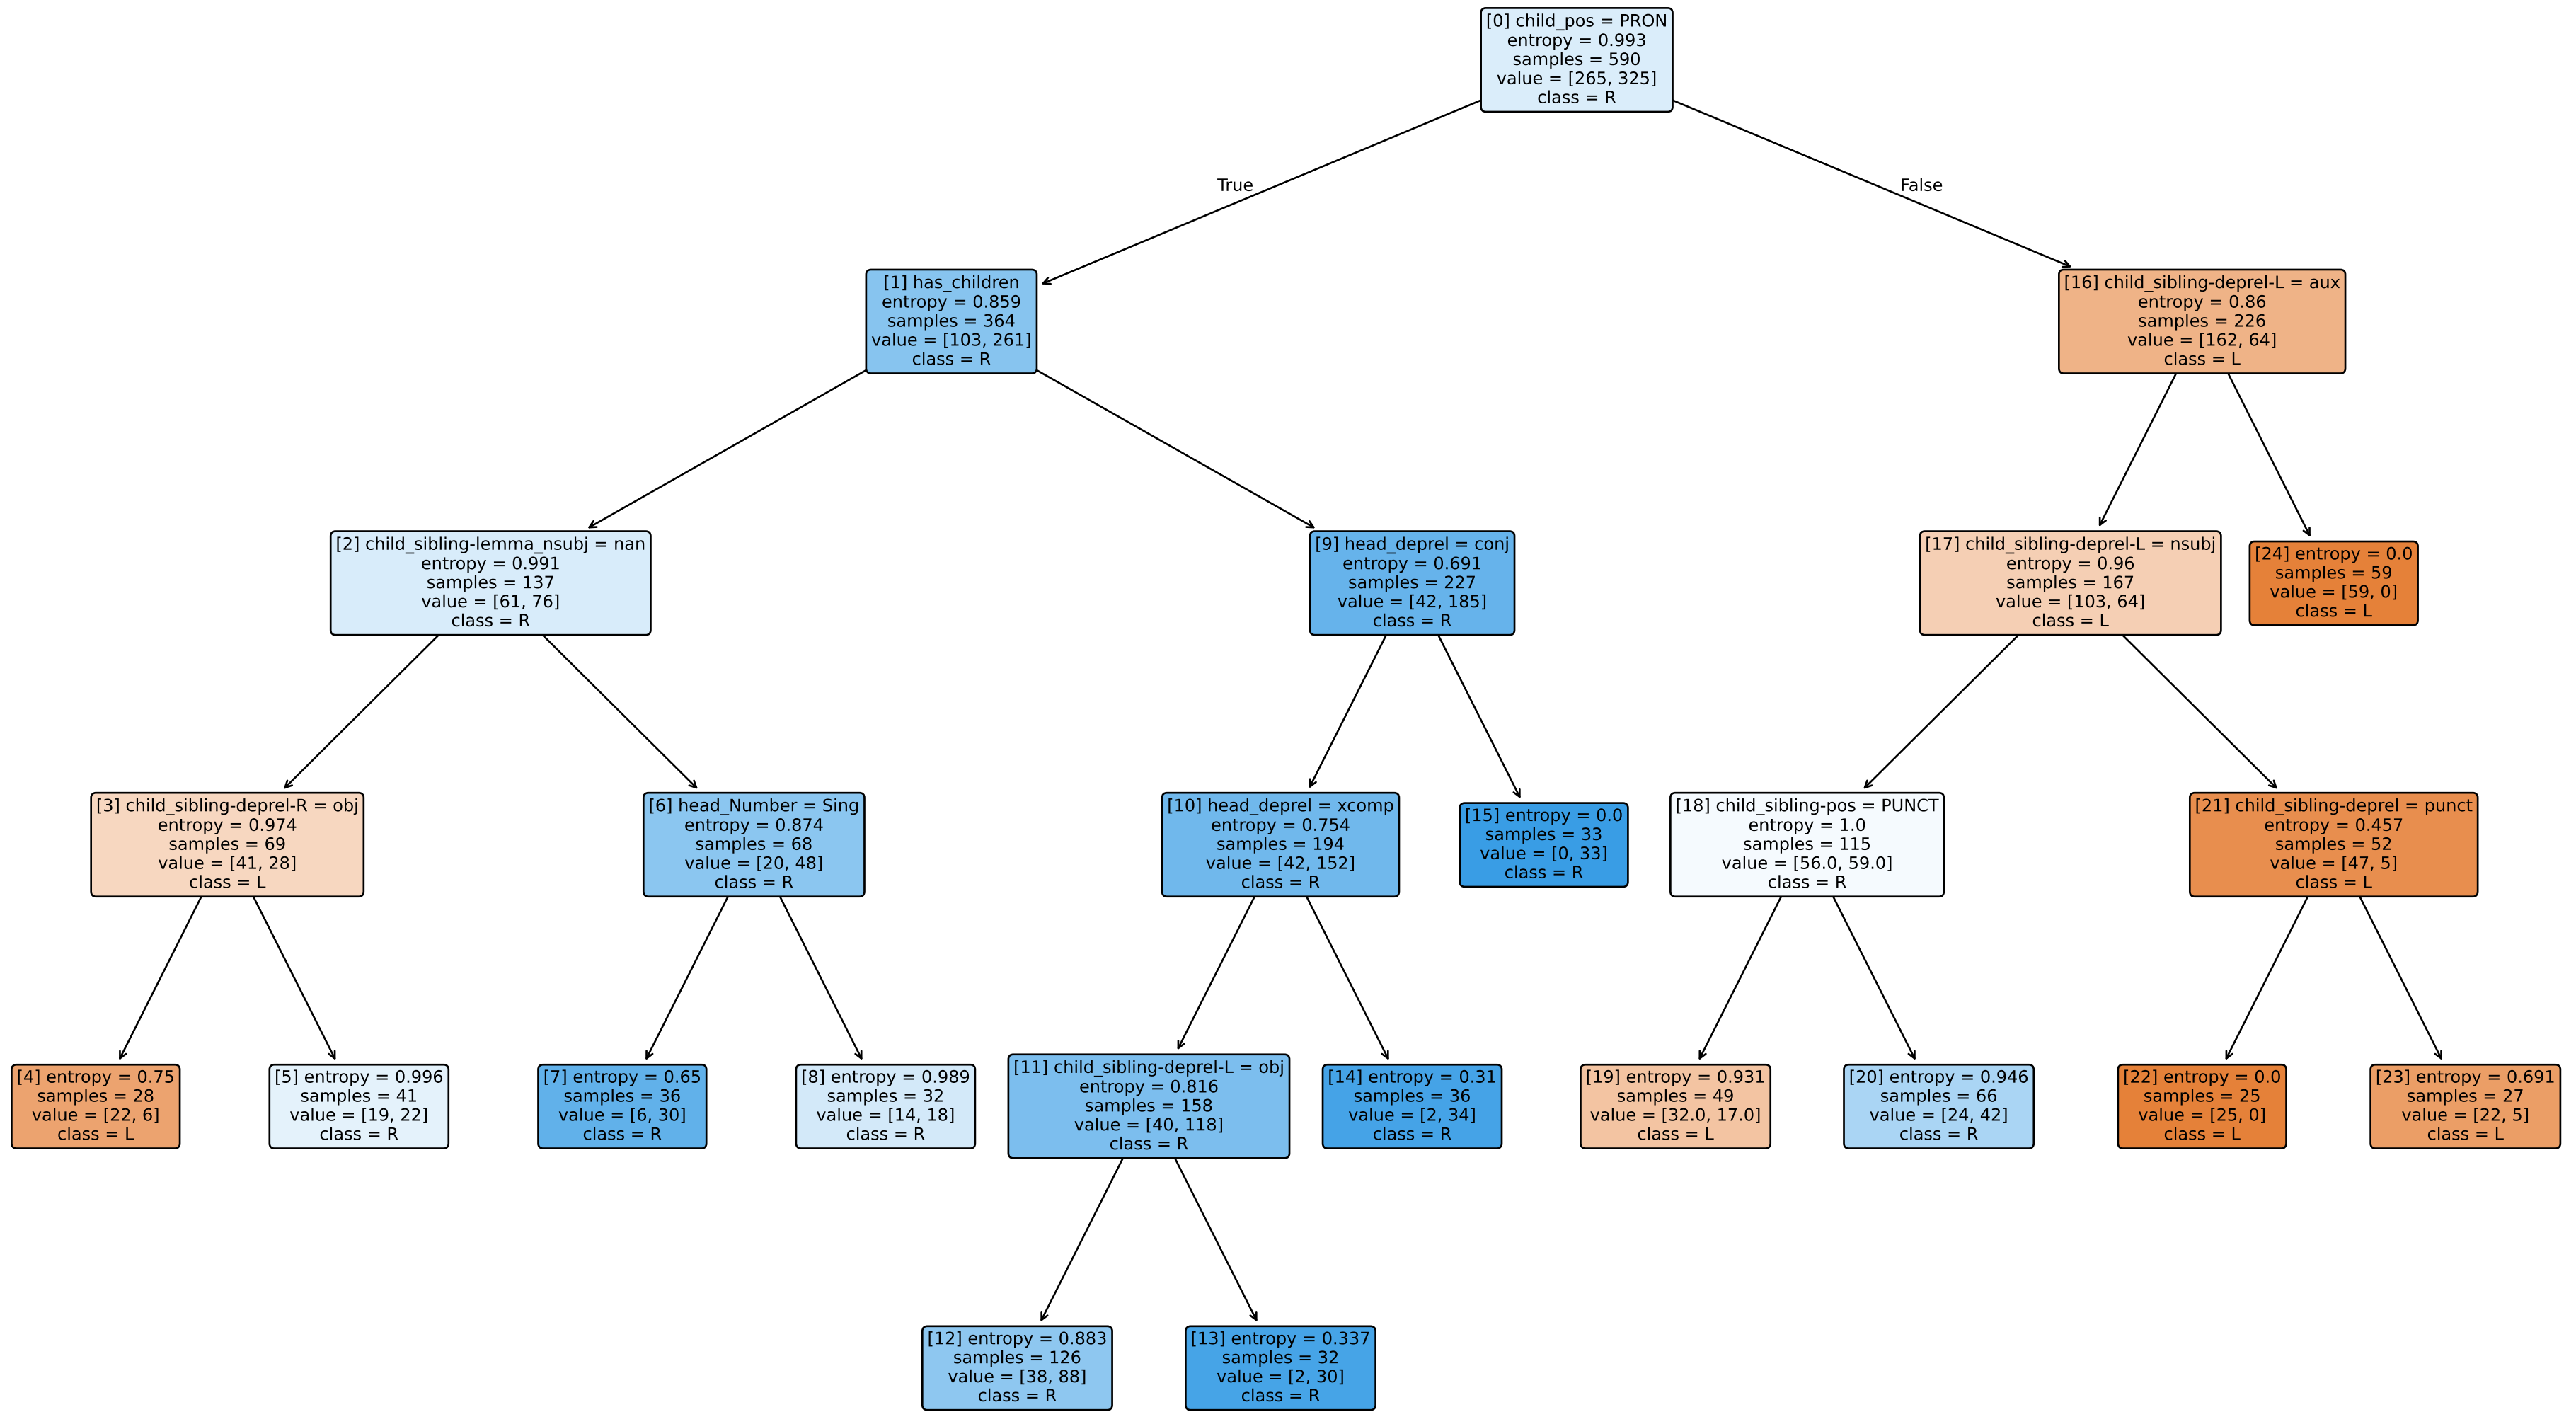 [0] child_pos = PRON
entropy = 0.993
samples = 590
value = [265, 325]
class = R
True
False
[1] has_children
entropy = 0.859
samples = 364
value = [103, 261]
class = R
[16] child_sibling-deprel-L = aux
entropy = 0.86
samples = 226
value = [162, 64]
class = L
[2] child_sibling-lemma_nsubj = nan
entropy = 0.991
samples = 137
value = [61, 76]
class = R
[9] head_deprel = conj
entropy = 0.691
samples = 227
value = [42, 185]
class = R
[17] child_sibling-deprel-L = nsubj
entropy = 0.96
samples = 167
value = [103, 64]
class = L
[24] entropy = 0.0
samples = 59
value = [59, 0]
class = L
[3] child_sibling-deprel-R = obj
entropy = 0.974
samples = 69
value = [41, 28]
class = L
[6] head_Number = Sing
entropy = 0.874
samples = 68
value = [20, 48]
class = R
[10] head_deprel = xcomp
entropy = 0.754
samples = 194
value = [42, 152]
class = R
[15] entropy = 0.0
samples = 33
value = [0, 33]
class = R
[18] child_sibling-pos = PUNCT
entropy = 1.0
samples = 115
value = [56.0, 59.0]
class = R
[21] child_sibling-deprel = punct
entropy = 0.457
samples = 52
value = [47, 5]
class = L
[4] entropy = 0.75
samples = 28
value = [22, 6]
class = L
[5] entropy = 0.996
samples = 41
value = [19, 22]
class = R
[7] entropy = 0.65
samples = 36
value = [6, 30]
class = R
[8] entropy = 0.989
samples = 32
value = [14, 18]
class = R
[11] child_sibling-deprel-L = obj
entropy = 0.816
samples = 158
value = [40, 118]
class = R
[14] entropy = 0.31
samples = 36
value = [2, 34]
class = R
[19] entropy = 0.931
samples = 49
value = [32.0, 17.0]
class = L
[20] entropy = 0.946
samples = 66
value = [24, 42]
class = R
[22] entropy = 0.0
samples = 25
value = [25, 0]
class = L
[23] entropy = 0.691
samples = 27
value = [22, 5]
class = L
[12] entropy = 0.883
samples = 126
value = [38, 88]
class = R
[13] entropy = 0.337
samples = 32
value = [2, 30]
class = R